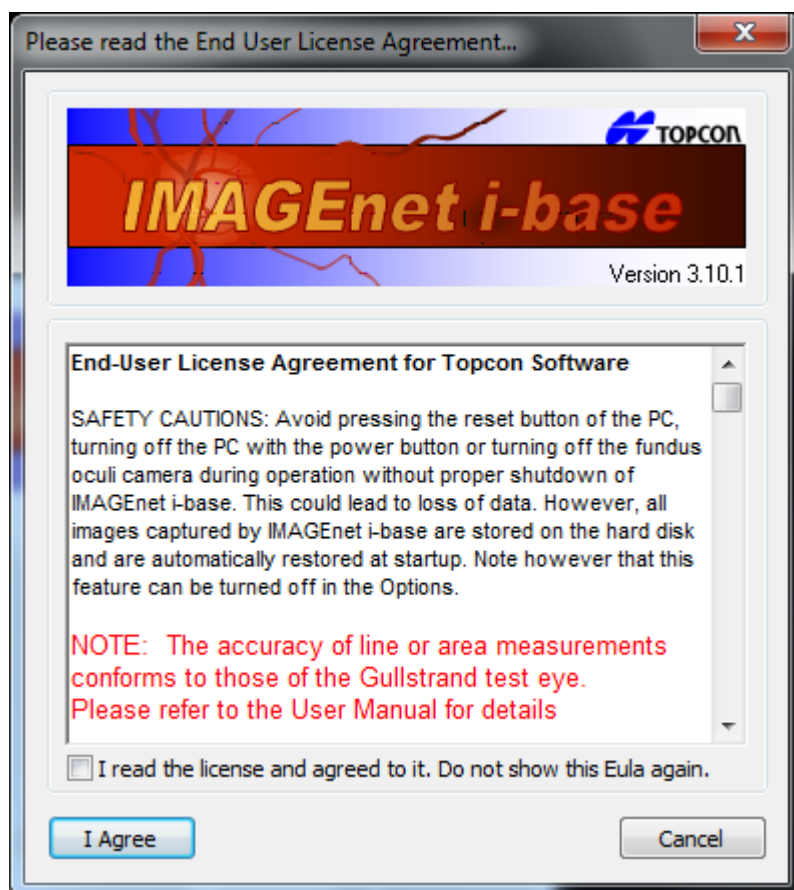 Please read the End User License Agreement...
TOPCON
IMAGEnet i-base
Version 3.10.1
End-User License Agreement for Topcon Software
SAFETY CAUTIONS: Avoid pressing the reset button of the PC,
turning off the PC with the power button or turning off the fundus
oculi camera during operation without proper shutdown of
IMAGEnet i-base. This could lead to loss of data. However, all
images captured by IMAGEnet i-base are stored on the hard disk
and are automatically restored at startup. Note however that this
feature can be turned off in the Options.
NOTE: The accuracy of line or area measurements
conforms to those of the Gullstrand test eye.
Please refer to the User Manual for details
I read the license and agreed to it. Do not show this Eula again.
I Agree
Cancel